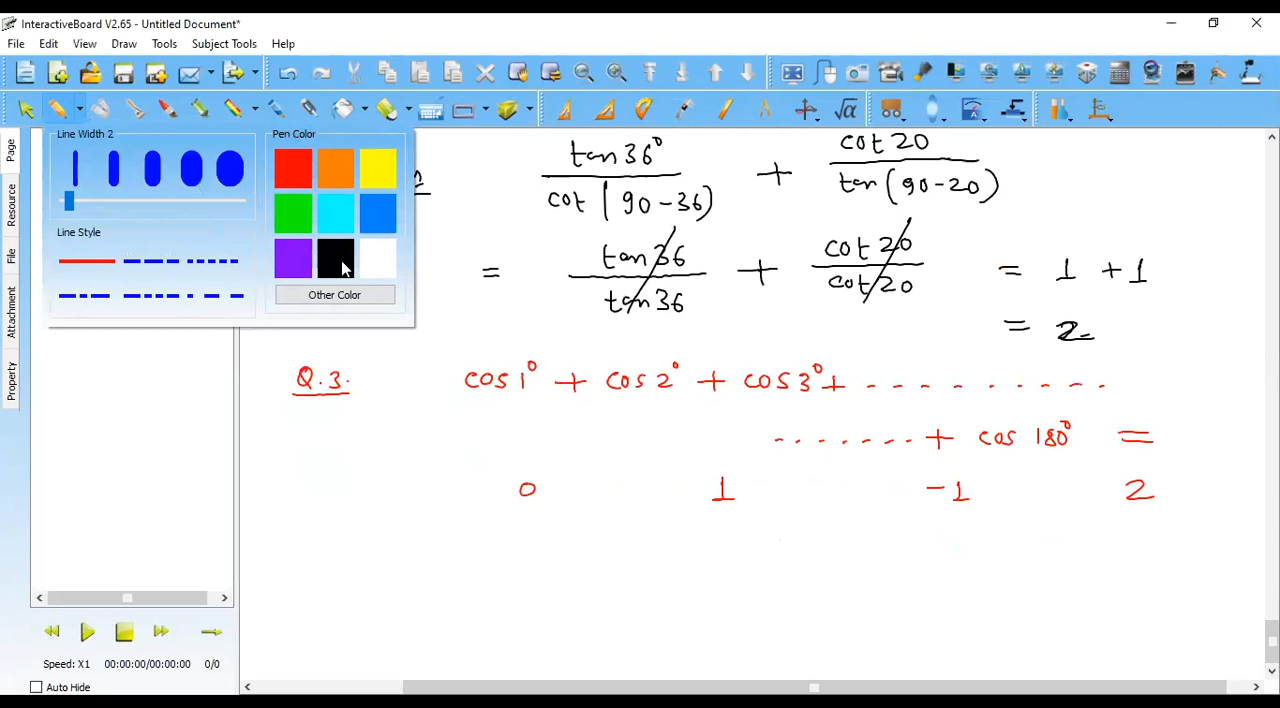 InteractiveBoard V2.65 - Untitled Document*
File Edit View Draw Tools Subject Tools Help
Page
Resource
File
Attachment
Property
Line Width 2
Pen Color
Line Style
Other Color
tan 36° / cot (90-36) + cot 20 / tan (90-20)
= tan 36 / tan 36 + cot 20 / cot 20 = 1 + 1
= 2
Q.3. cos 1° + cos 2° + cos 3° + ..........
....... + cos 180° =
0 1 -1 2
Speed: X1 00:00:00/00:00:00 0/0
Auto Hide